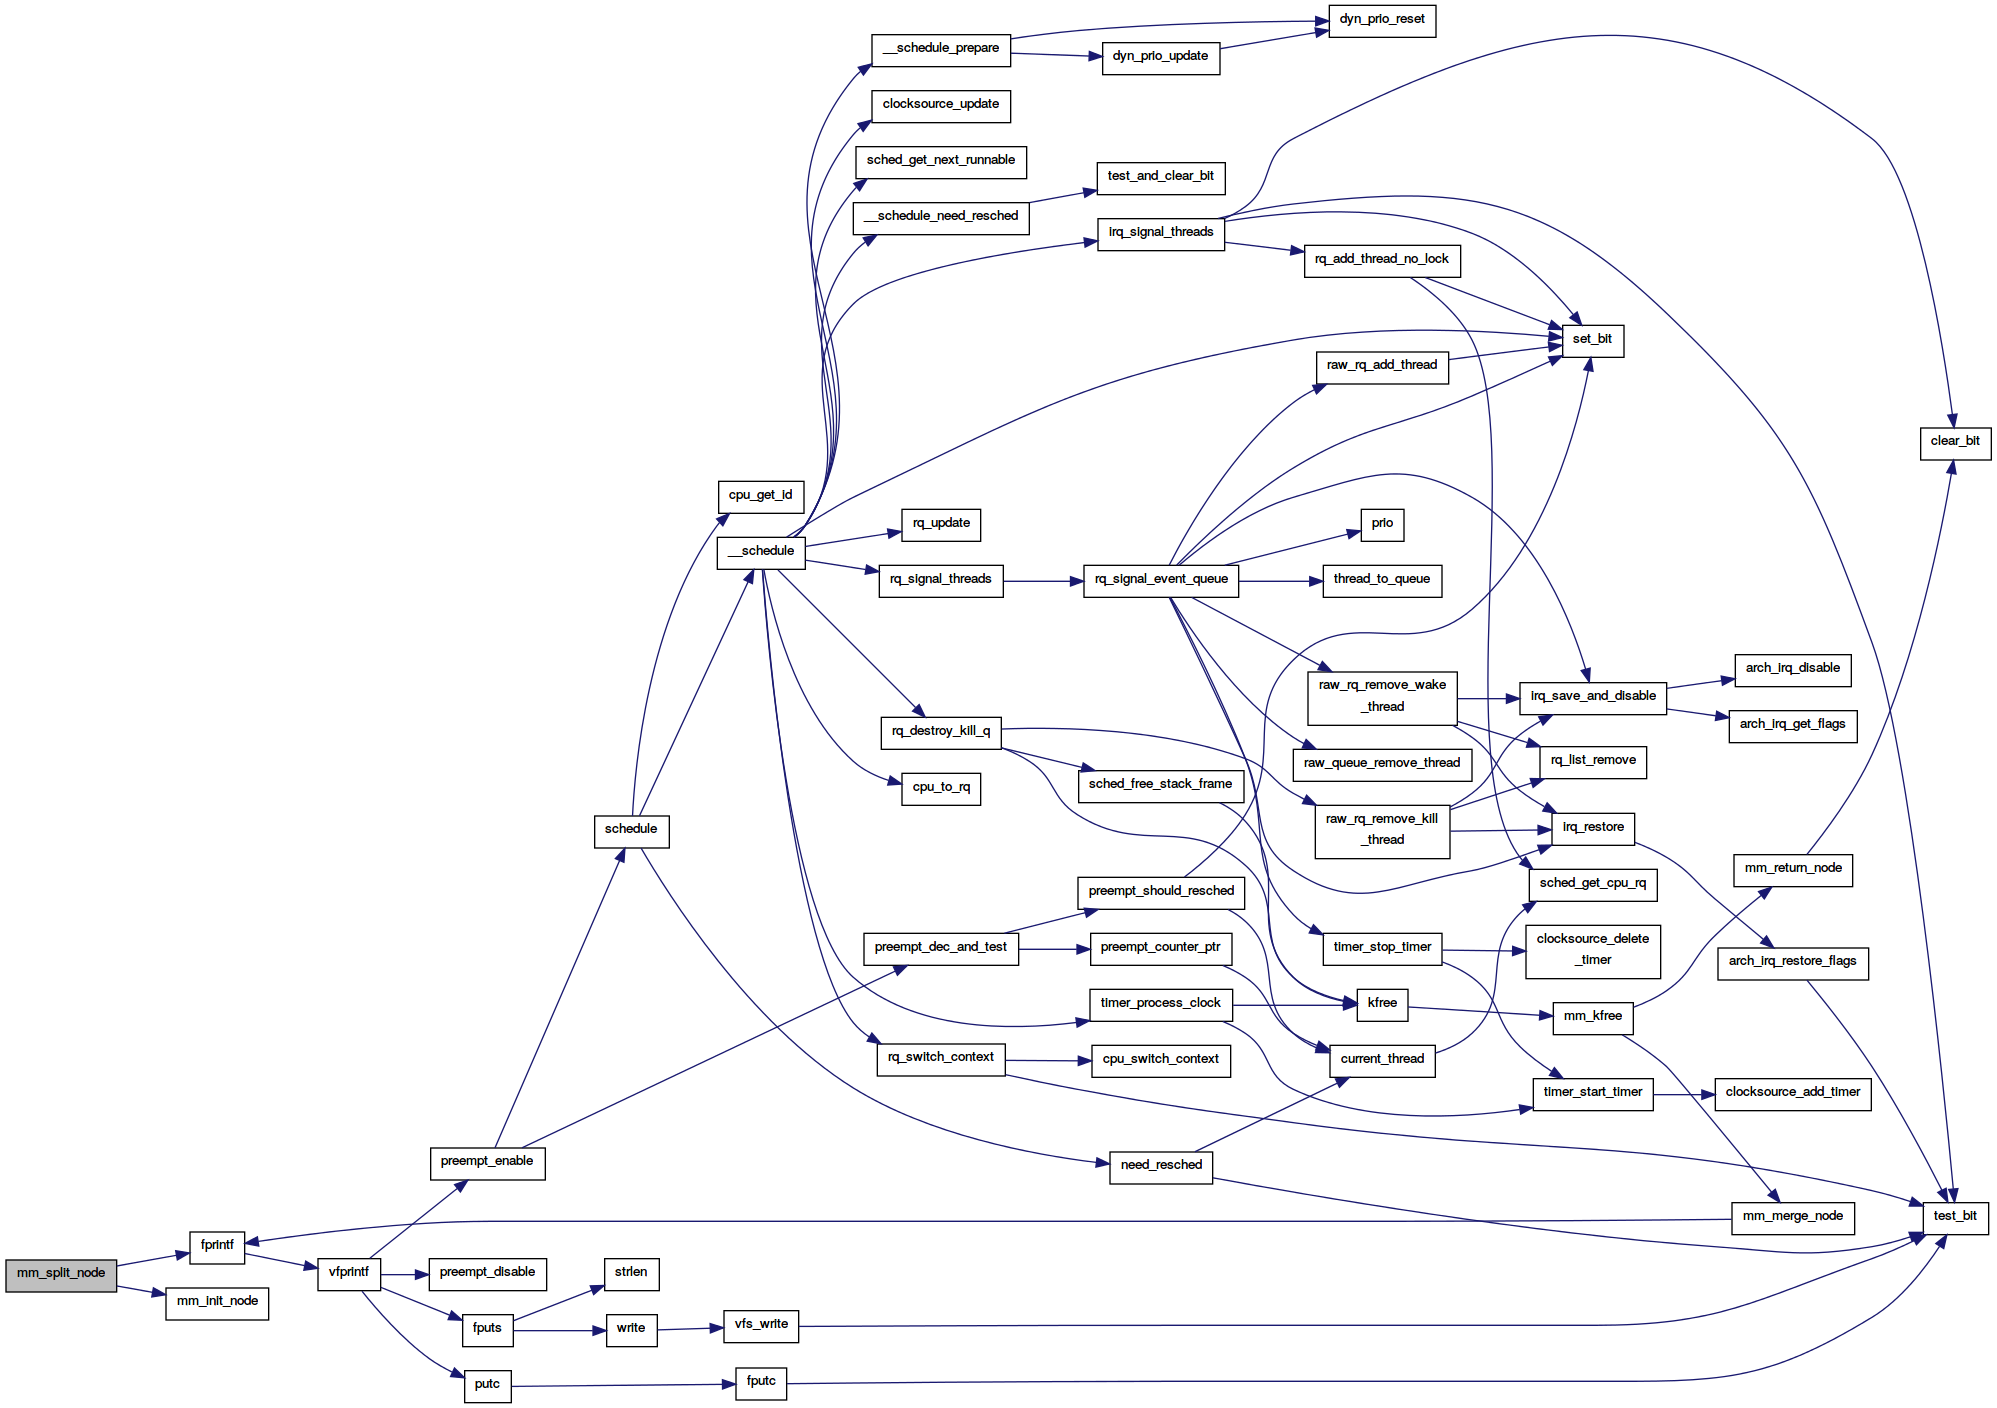 dyn_prio_reset
__schedule_prepare
dyn_prio_update
clocksource_update
sched_get_next_runnable
test_and_clear_bit
__schedule_need_resched
irq_signal_threads
rq_add_thread_no_lock
set_bit
raw_rq_add_thread
clear_bit
cpu_get_id
rq_update
prio
__schedule
rq_signal_threads
rq_signal_event_queue
thread_to_queue
arch_irq_disable
raw_rq_remove_wake
_thread
irq_save_and_disable
arch_irq_get_flags
rq_destroy_kill_q
raw_queue_remove_thread
rq_list_remove
sched_free_stack_frame
cpu_to_rq
schedule
raw_rq_remove_kill
_thread
irq_restore
mm_return_node
preempt_should_resched
sched_get_cpu_rq
preempt_dec_and_test
preempt_counter_ptr
timer_stop_timer
clocksource_delete
_timer
arch_irq_restore_flags
timer_process_clock
kfree
mm_kfree
rq_switch_context
cpu_switch_context
current_thread
timer_start_timer
clocksource_add_timer
preempt_enable
need_resched
mm_merge_node
test_bit
fprintf
mm_split_node
vfprintf
preempt_disable
strlen
mm_init_node
fputs
write
vfs_write
putc
fputc